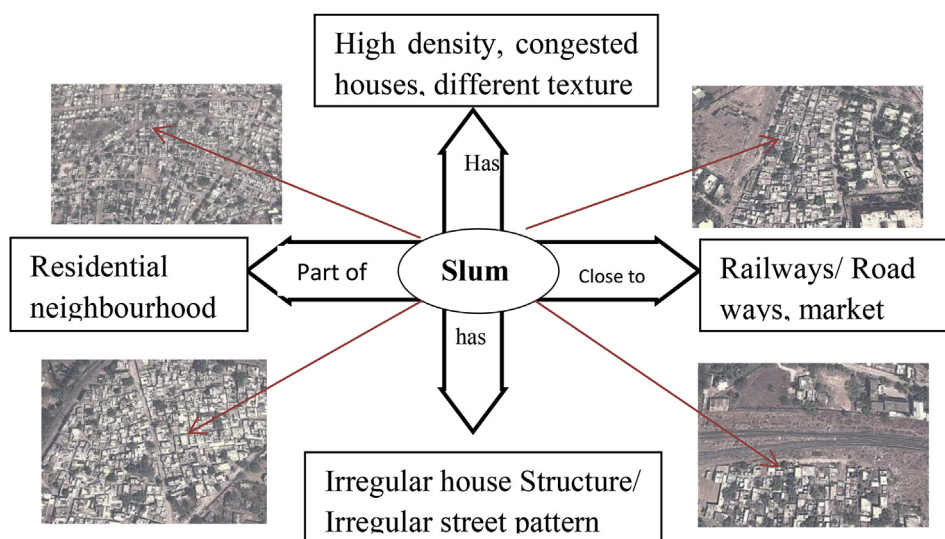 High density, congested
houses, different texture
Has
Residential
neighbourhood
Part of
Slum
Close to
Railways/ Road
ways, market
has
Irregular house Structure/
Irregular street pattern